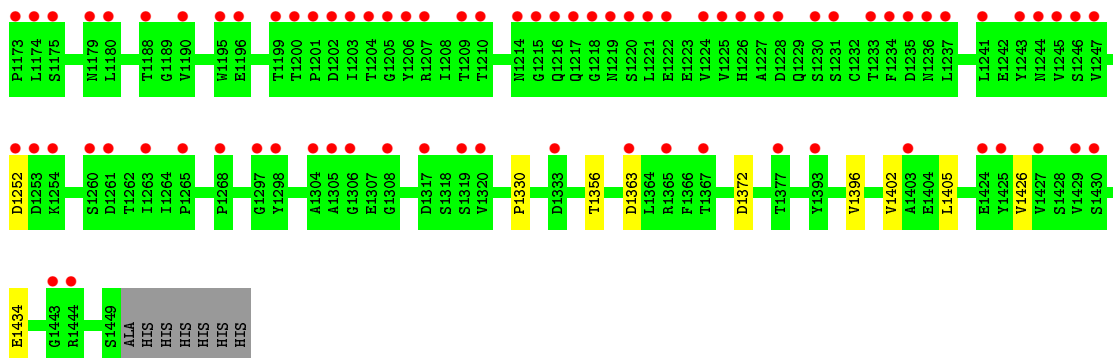 P1173 L1174 S1175 N1179 L1180 T1188 G1189 V1190 W1195 E1196 T1199 T1200 P1201 D1202 I1203 T1204 G1205 Y1206 R1207 I1208 T1209 T1210 N1214 G1215 Q1216 Q1217 G1218 N1219 S1220 L1221 E1222 E1223 V1224 V1225 H1226 A1227 D1228 Q1229 S1230 S1231 C1232 T1233 F1234 D1235 N1236 L1237 L1241 E1242 Y1243 N1244 V1245 S1246 V1247
D1252 D1253 K1254 S1260 D1261 T1262 I1263 I1264 P1265 P1268 G1297 Y1298 A1304 A1305 G1306 E1307 G1308 D1317 S1318 S1319 V1320 P1330 D1333 T1356 D1363 L1364 R1365 F1366 T1367 D1372 T1377 Y1393 V1396 V1402 A1403 E1404 L1405 E1424 Y1425 V1426 V1427 S1428 V1429 S1430
E1434 G1443 R1444 S1449 ALA HIS HIS HIS HIS HIS HIS